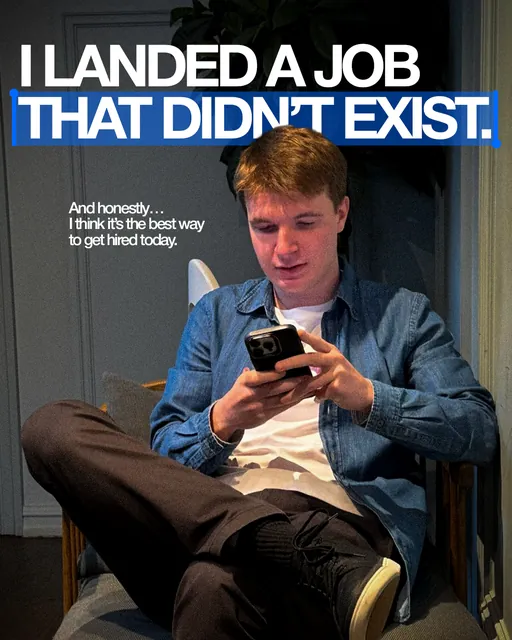 I LANDED A JOB
THAT DIDN'T EXIST.
And honestly...
I think it's the best way
to get hired today.